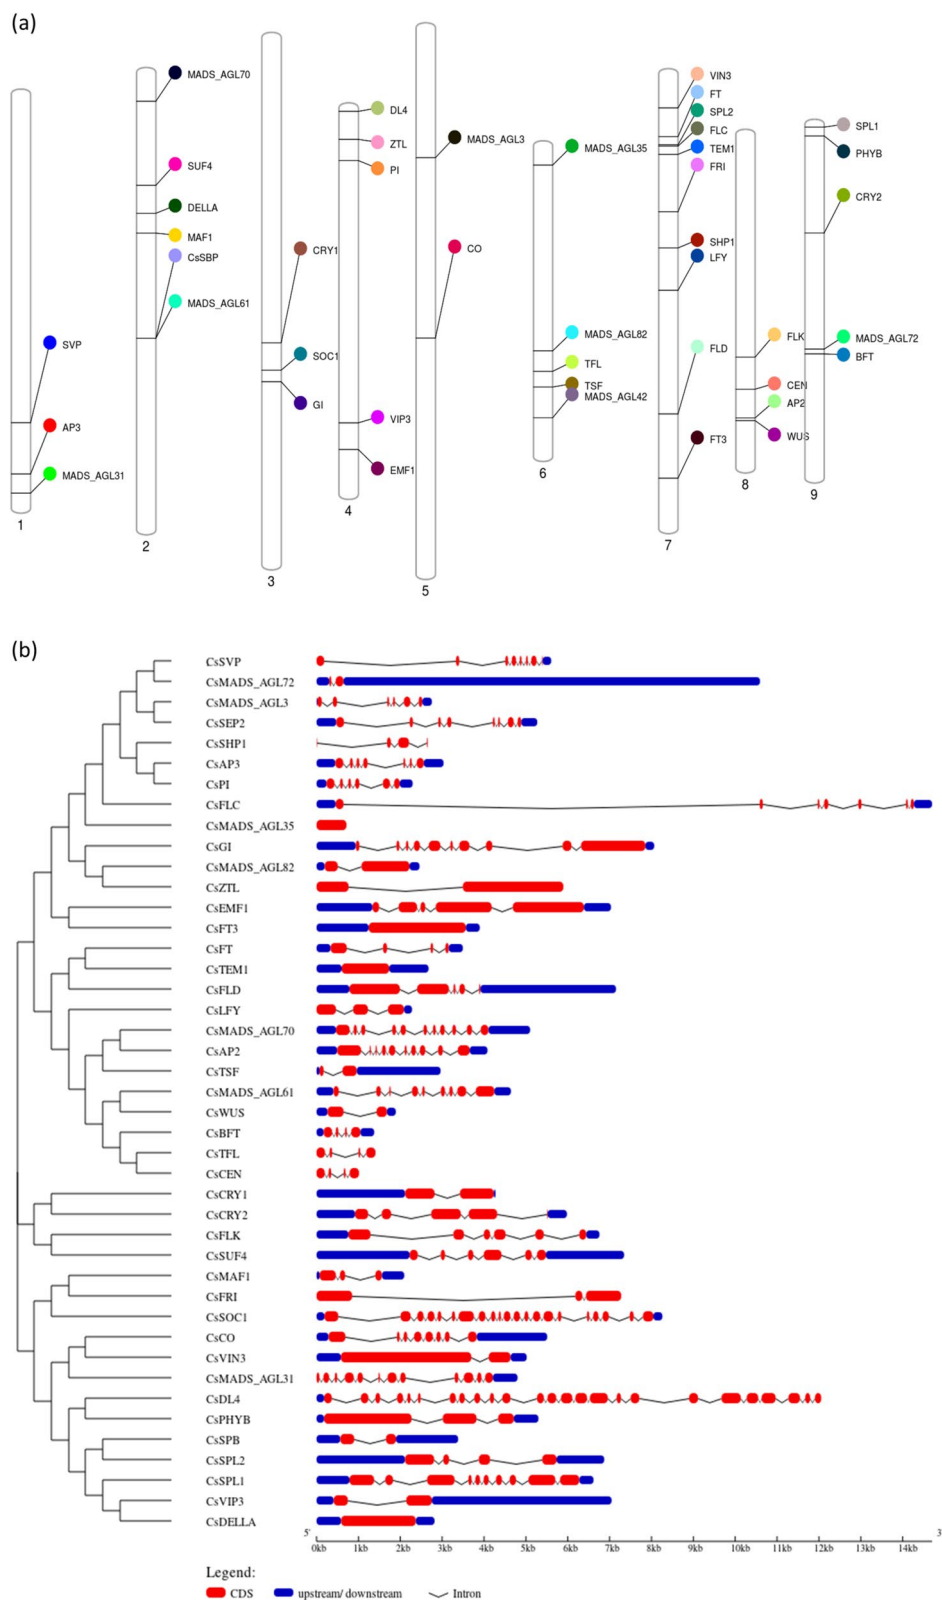 (a)
MADS_AGL70
SUF4
DELLA
MAF1
CsSBP
MADS_AGL61
SVP
AP3
MADS_AGL31
CRY1
SOC1
GI
DL4
ZTL
PI
VIP3
EMF1
MADS_AGL3
CO
MADS_AGL35
MADS_AGL82
TFL
TSF
MADS_AGL42
VIN3
FT
SPL2
FLC
TEM1
FRI
SHP1
LFY
FLD
FT3
FLK
CEN
AP2
WUS
SPL1
PHYB
CRY2
MADS_AGL72
BFT
1
2
3
4
5
6
7
8
9
(b)
CsSVP
CsMADS_AGL72
CsMADS_AGL3
CsSEP2
CsSHP1
CsAP3
CsPI
CsFLC
CsMADS_AGL35
CsGI
CsMADS_AGL82
CsZTL
CsEMF1
CsFT3
CsFT
CsTEM1
CsFLD
CsLFY
CsMADS_AGL70
CsAP2
CsTSF
CsMADS_AGL61
CsWUS
CsBFT
CsTFL
CsCEN
CsCRY1
CsCRY2
CsFLK
CsSUF4
CsMAF1
CsFRI
CsSOC1
CsCO
CsVIN3
CsMADS_AGL31
CsDL4
CsPHYB
CsSPB
CsSPL2
CsSPL1
CsVIP3
CsDELLA
5' 3'
0kb 1kb 2kb 3kb 4kb 5kb 6kb 7kb 8kb 9kb 10kb 11kb 12kb 13kb 14kb
Legend:
CDS upstream/ downstream Intron